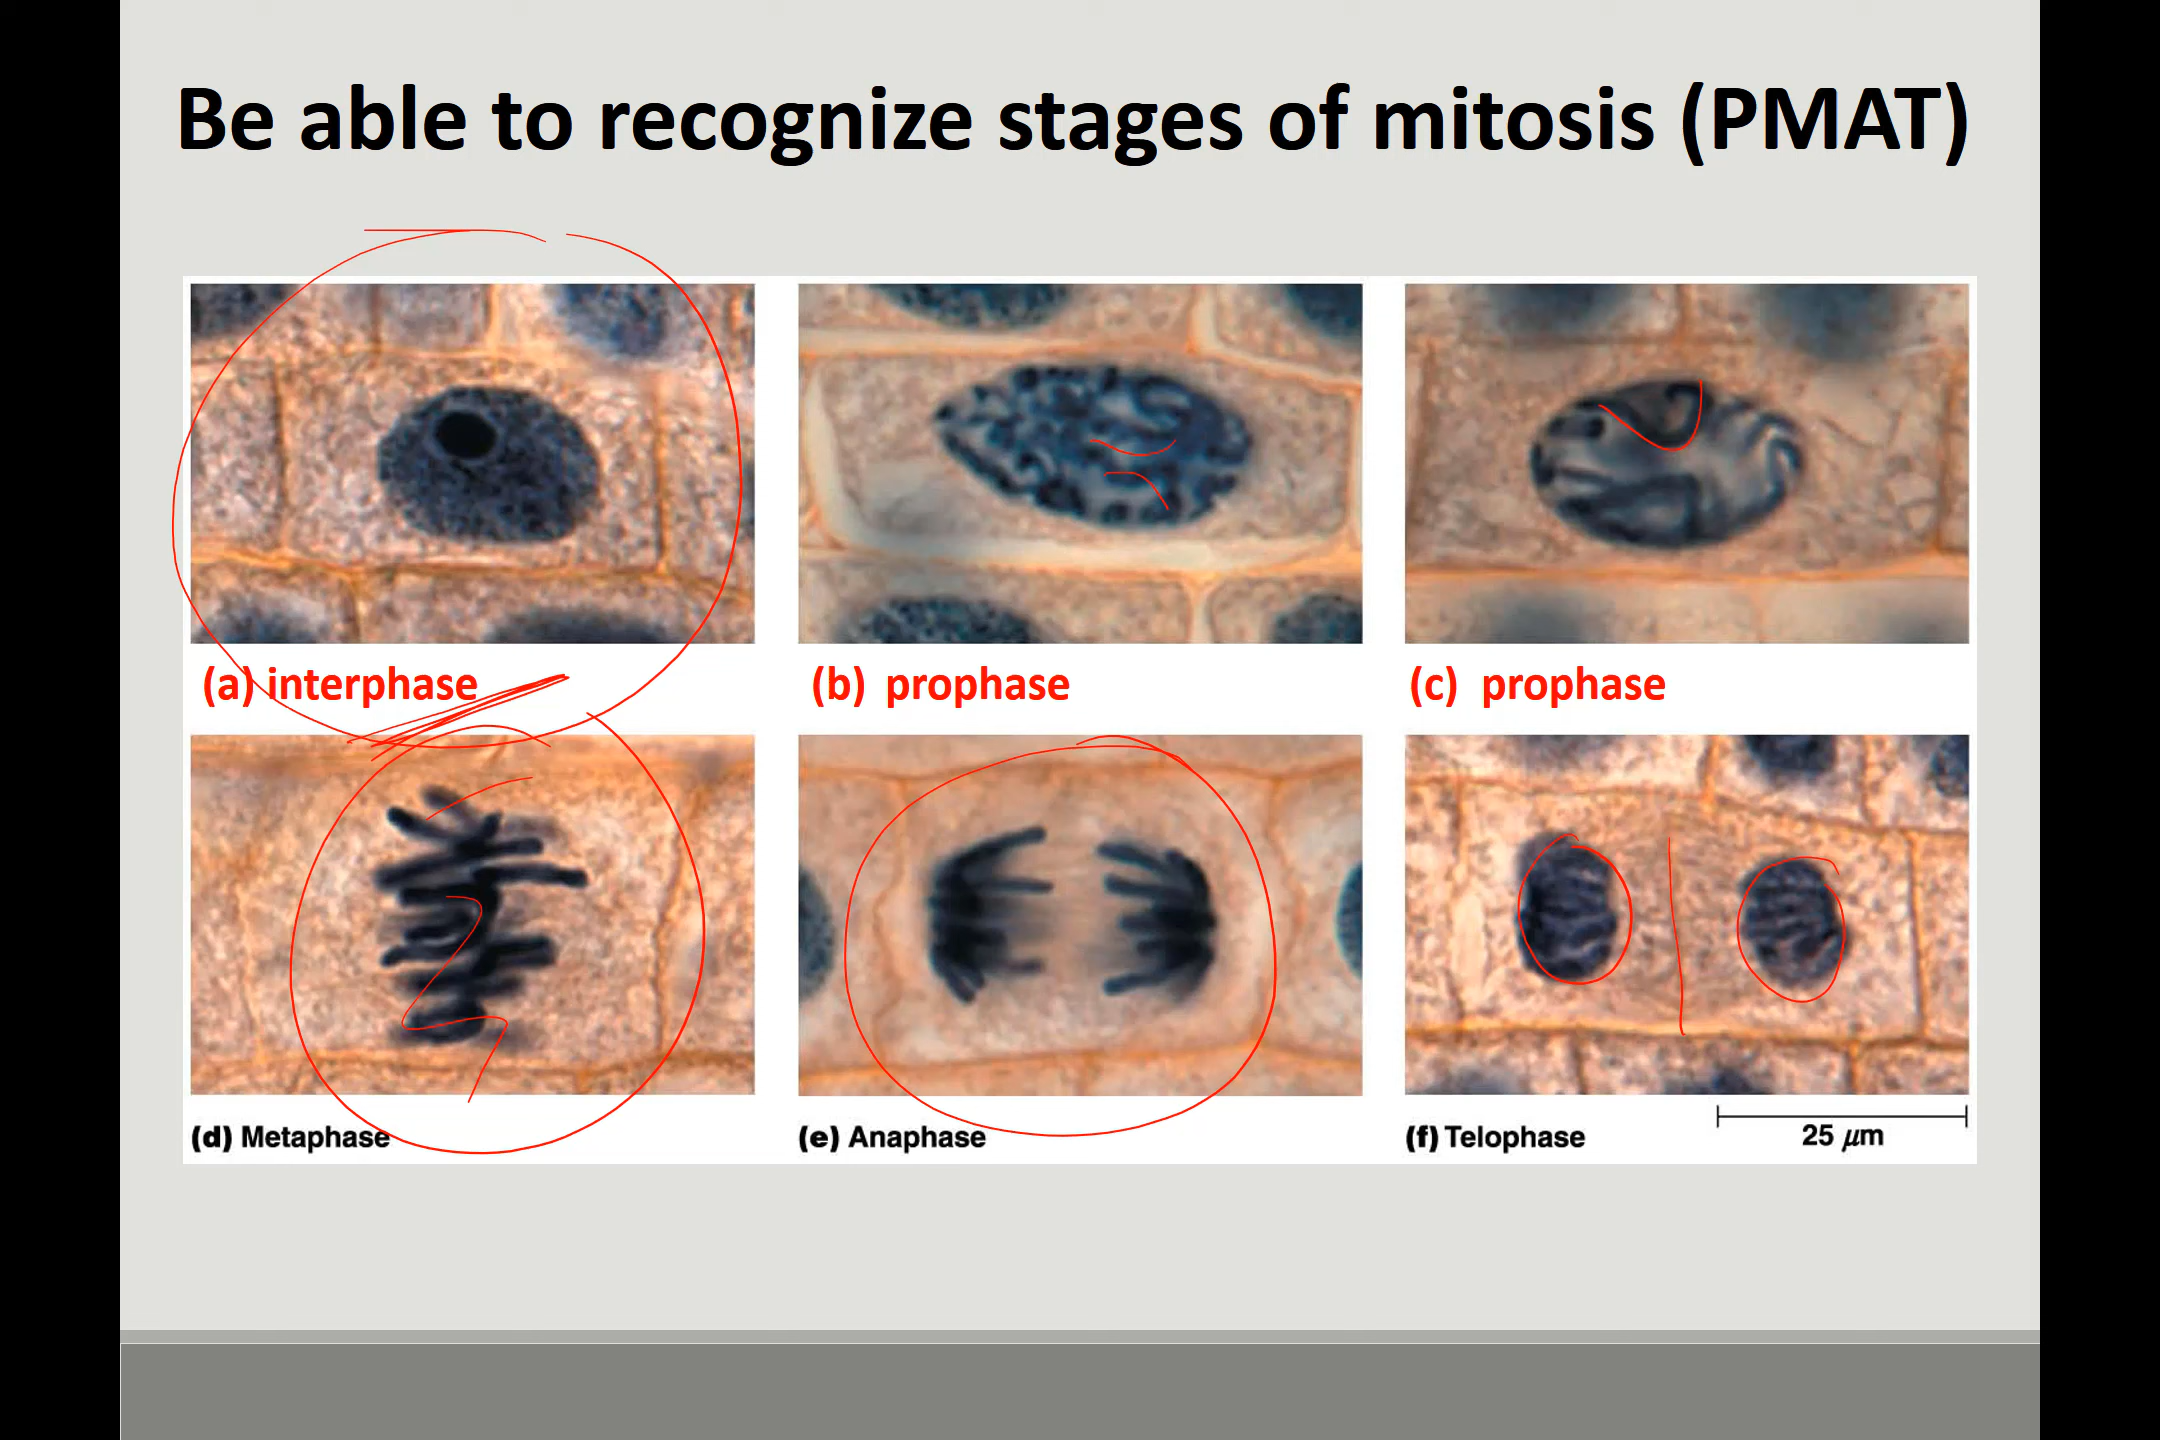 Be able to recognize stages of mitosis (PMAT)
(a) interphase
(b) prophase
(c) prophase
(d) Metaphase
(e) Anaphase
(f) Telophase
25 μm